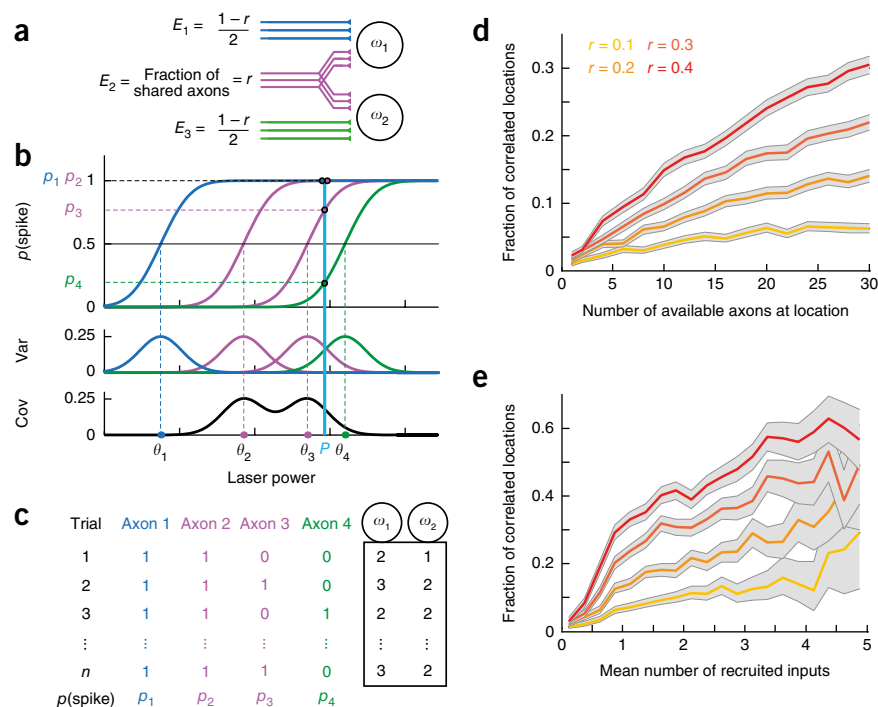 a
E1 = 1 – r / 2
E2 = Fraction of shared axons = r
E3 = 1 – r / 2
ω1
ω2
b
p1 p2
1
p3
0.5
p4
0
p(spike)
0.25
0
Var
0.25
0
Cov
θ1 θ2 θ3 P θ4
Laser power
c
Trial Axon 1 Axon 2 Axon 3 Axon 4 ω1 ω2
1 1 1 0 0 2 1
2 1 1 1 0 3 2
3 1 1 0 1 2 2
⋮ ⋮ ⋮ ⋮ ⋮ ⋮ ⋮
n 1 1 1 0 3 2
p(spike) p1 p2 p3 p4
d
r = 0.1 r = 0.3
r = 0.2 r = 0.4
0.3
0.2
0.1
0
Fraction of correlated locations
0 5 10 15 20 25 30
Number of available axons at location
e
0.6
0.4
0.2
0
Fraction of correlated locations
0 1 2 3 4 5
Mean number of recruited inputs